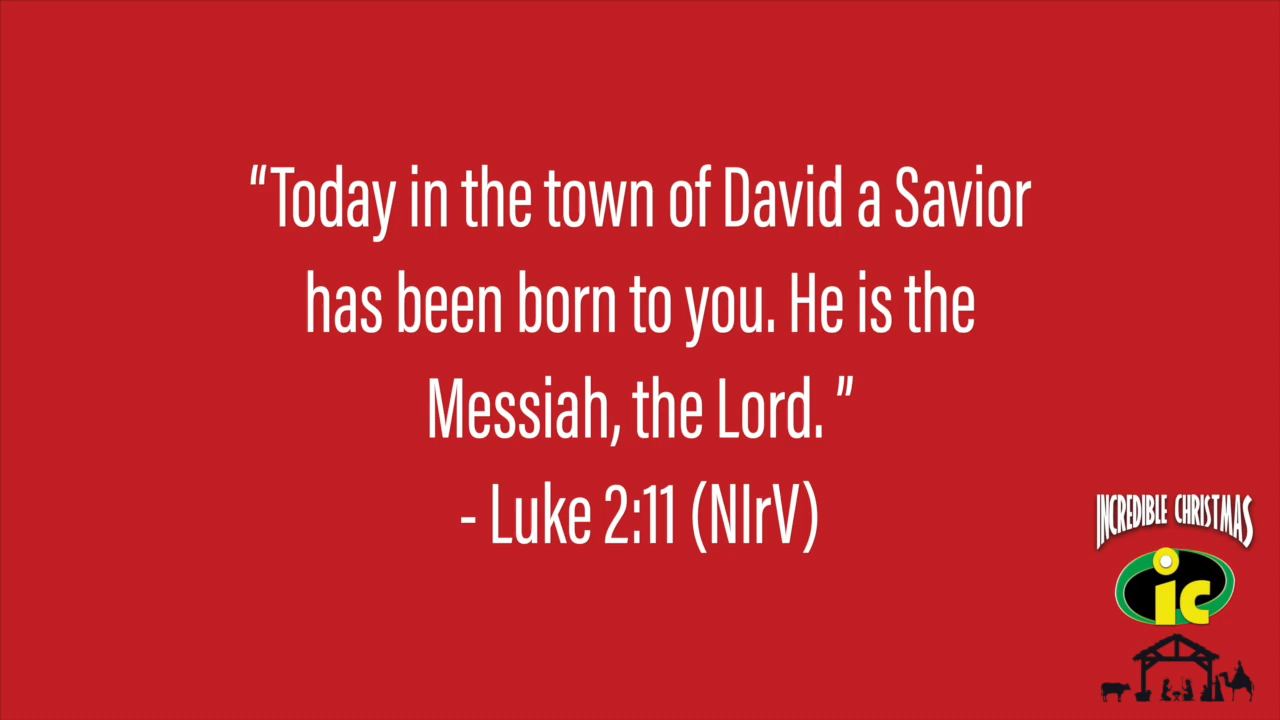 "Today in the town of David a Savior
has been born to you. He is the
Messiah, the Lord. "
- Luke 2:11 (NIrV)
INCREDIBLE CHRISTMAS
ic